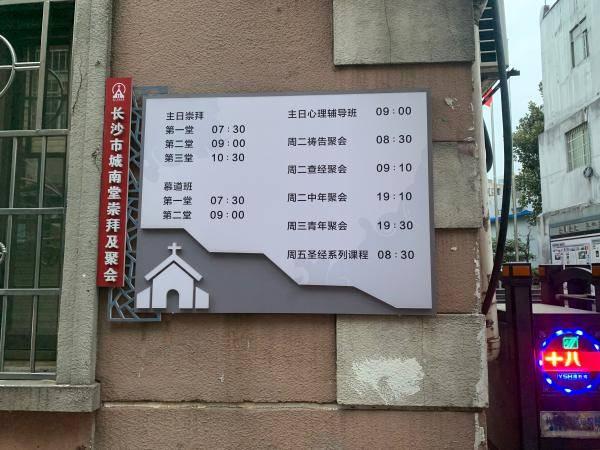 长沙市城南堂崇拜及聚会
主日崇拜
第一堂 07:30
第二堂 09:00
第三堂 10:30
慕道班
第一堂 07:30
第二堂 09:00
主日心理辅导班 09:00
周二祷告聚会 08:30
周二查经聚会 09:10
周二中年聚会 19:10
周三青年聚会 19:30
周五圣经系列课程 08:30
十八